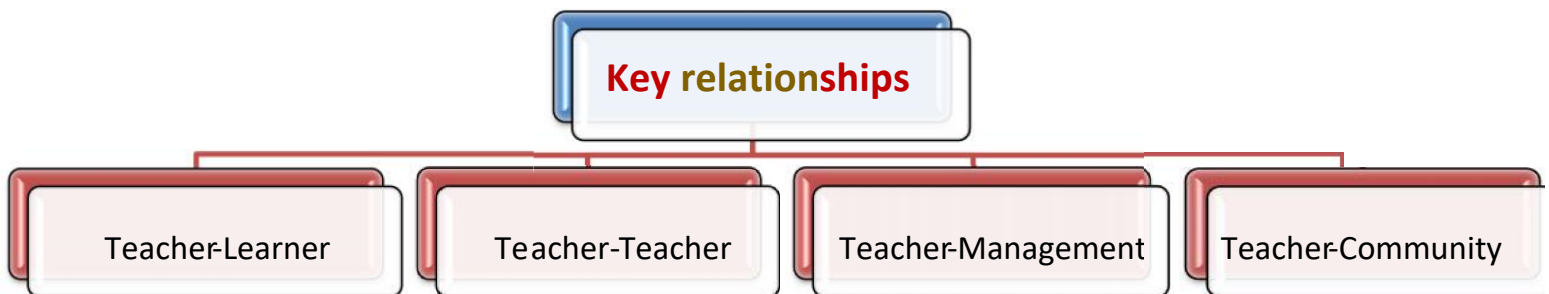 Key relationships
Teacher-Learner
Teacher-Teacher
Teacher-Management
Teacher-Community